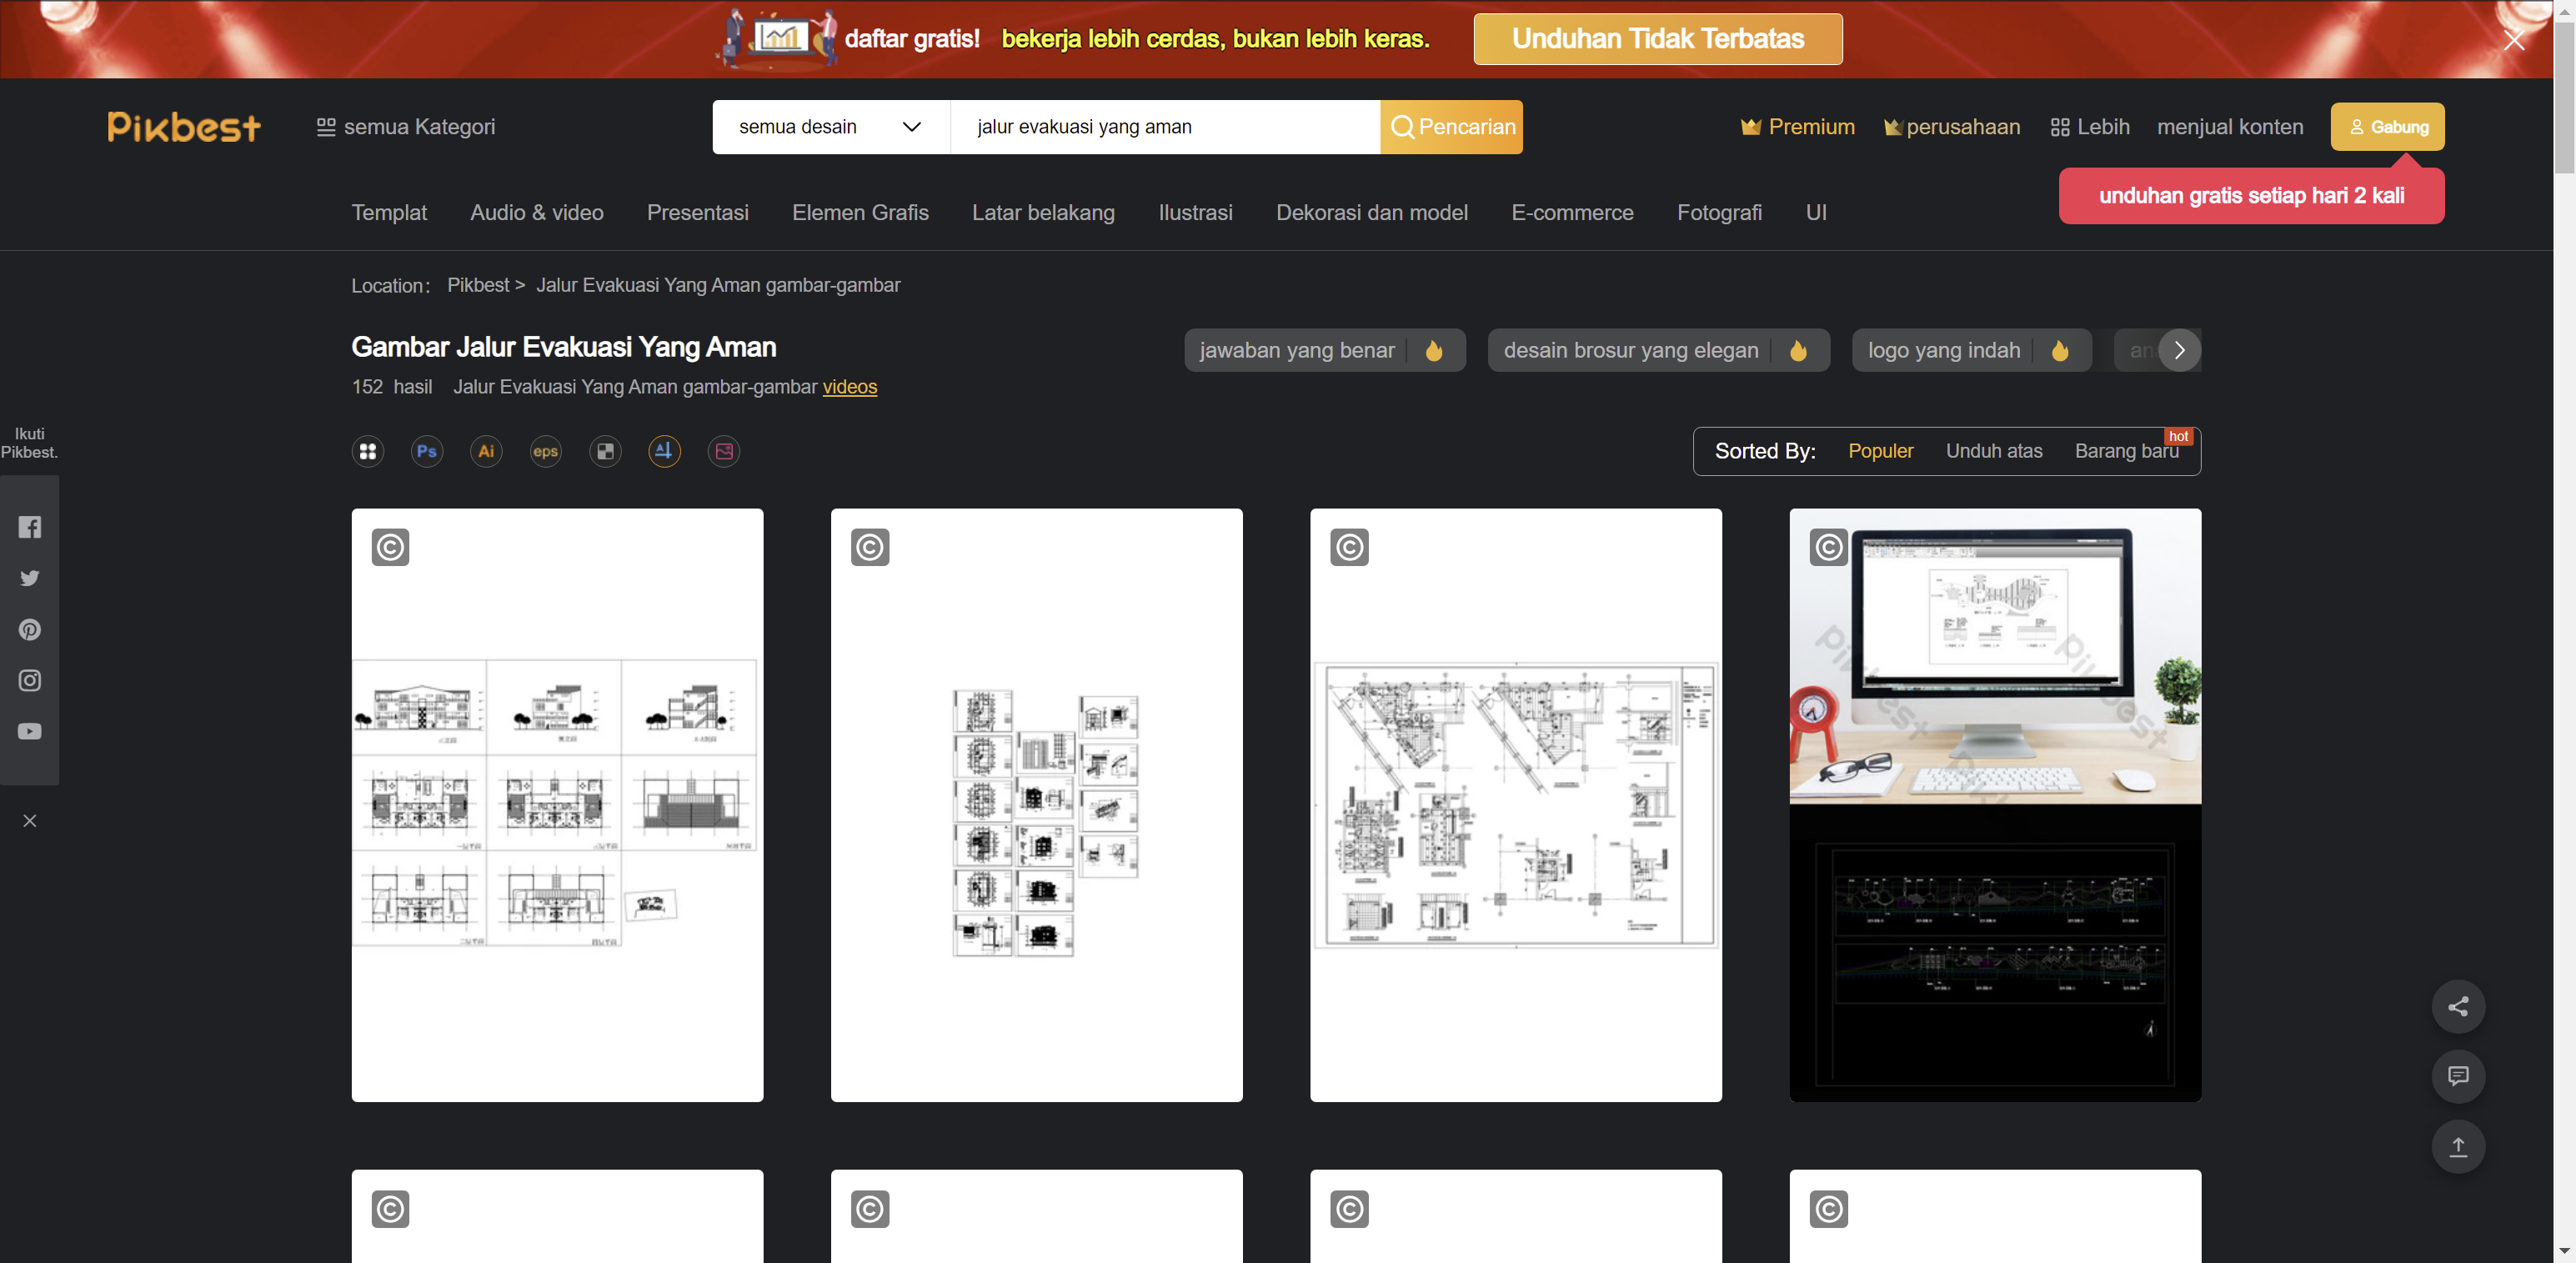 daftar gratis! bekerja lebih cerdas, bukan lebih keras. Unduhan Tidak Terbatas
Pikbest semua Kategori semua desain jalur evakuasi yang aman Pencarian Premium perusahaan Lebih menjual konten Gabung
unduhan gratis setiap hari 2 kali
Templat Audio & video Presentasi Elemen Grafis Latar belakang Ilustrasi Dekorasi dan model E-commerce Fotografi UI
Location: Pikbest > Jalur Evakuasi Yang Aman gambar-gambar
Gambar Jalur Evakuasi Yang Aman
jawaban yang benar desain brosur yang elegan logo yang indah
152 hasil Jalur Evakuasi Yang Aman gambar-gambar videos
Ikuti
Pikbest.
Ps Ai eps
Sorted By: Populer Unduh atas Barang baru hot
Pikbest Pikbest